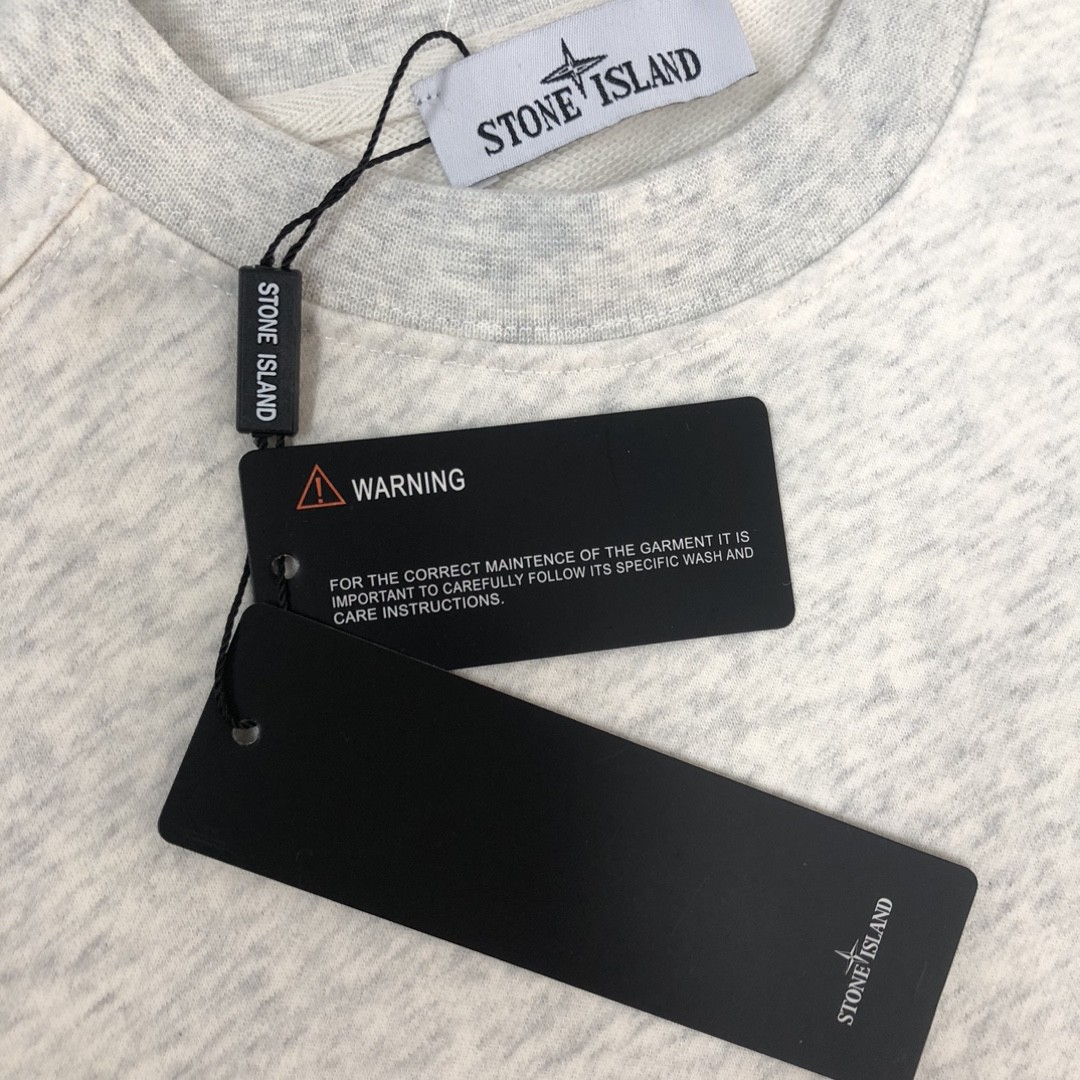 STONE ISLAND
STONE ISLAND
WARNING
FOR THE CORRECT MAINTENCE OF THE GARMENT IT IS
IMPORTANT TO CAREFULLY FOLLOW ITS SPECIFIC WASH AND
CARE INSTRUCTIONS.
STONE ISLAND